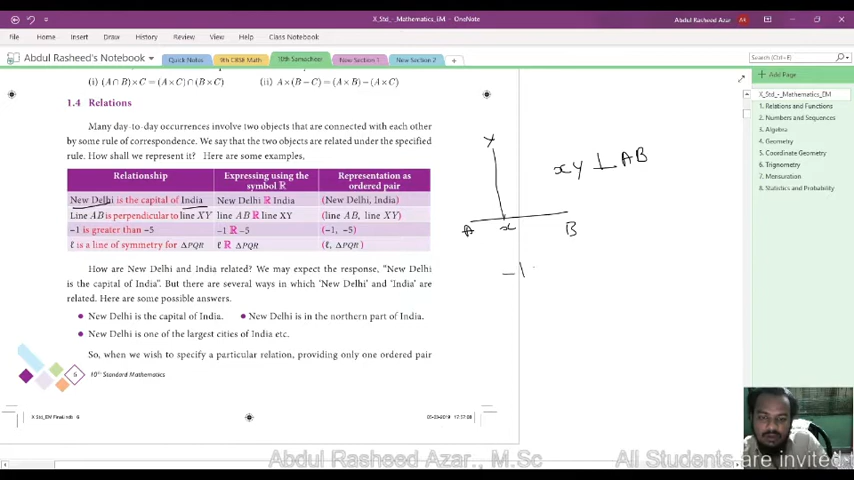 X_Std_-_Mathematics_EM - OneNote
Abdul Rasheed Azar
AR
File Home Insert Draw History Review View Help Class Notebook
Abdul Rasheed's Notebook
Quick Notes 9th CBSE Math 10th Samacheer New Section 1 New Section 2 +
Search (Ctrl+E)
(i) (A∩B)×C = (A×C)∩(B×C) (ii) A×(B−C) = (A×B)−(A×C)
Add Page
X_Std_-_Mathematics_EM
1. Relations and Functions
2. Numbers and Sequences
3. Algebra
4. Geometry
5. Coordinate Geometry
6. Trigonometry
7. Mensuration
8. Statistics and Probability
1.4 Relations
Many day-to-day occurrences involve two objects that are connected with each other
by some rule of correspondence. We say that the two objects are related under the specified
rule. How shall we represent it? Here are some examples,
Relationship Expressing using the symbol ℝ Representation as ordered pair
New Delhi is the capital of India New Delhi ℝ India (New Delhi, India)
Line AB is perpendicular to line XY line AB ℝ line XY (line AB, line XY)
−1 is greater than −5 −1 ℝ −5 (−1, −5)
ℓ is a line of symmetry for ΔPQR ℓ ℝ ΔPQR (ℓ, ΔPQR)
How are New Delhi and India related? We may expect the response, "New Delhi
is the capital of India". But there are several ways in which 'New Delhi' and 'India' are
related. Here are some possible answers.
● New Delhi is the capital of India. ● New Delhi is in the northern part of India.
● New Delhi is one of the largest cities of India etc.
So, when we wish to specify a particular relation, providing only one ordered pair
5 10th Standard Mathematics
Y
XY ⊥ AB
A X B
−1
Abdul Rasheed Azar., M.Sc All Students are invited